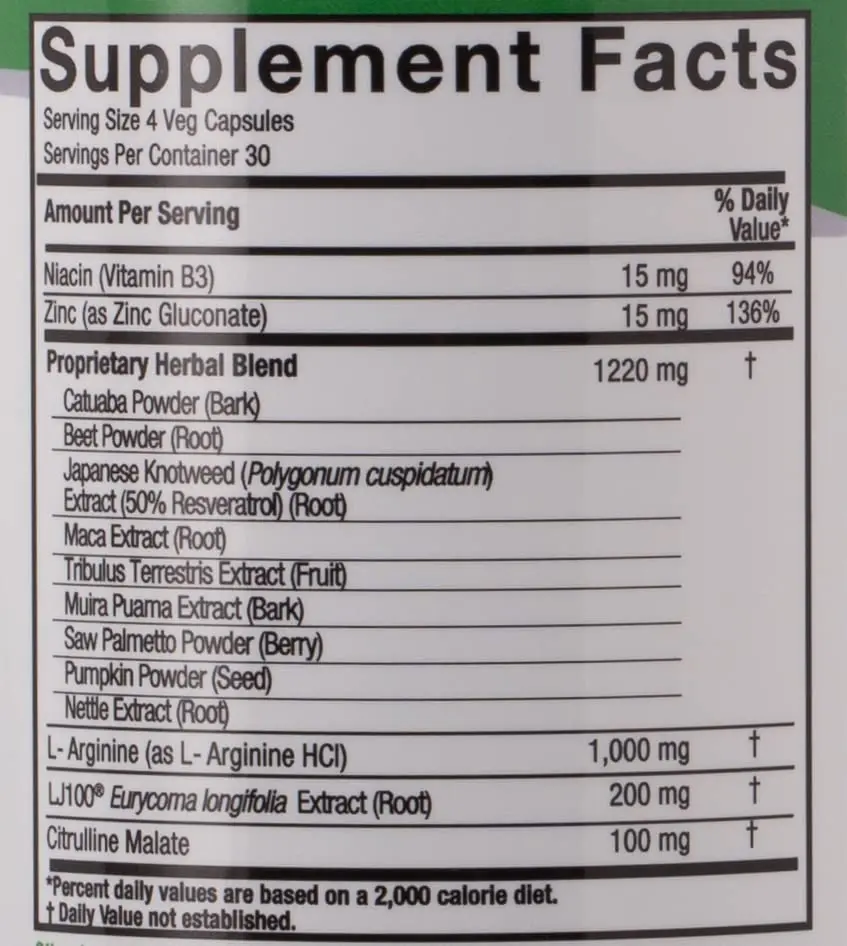 Supplement Facts
Serving Size 4 Veg Capsules
Servings Per Container 30
Amount Per Serving
% Daily
Value*
Niacin (Vitamin B3) 15 mg 94%
Zinc (as Zinc Gluconate) 15 mg 136%
Proprietary Herbal Blend 1220 mg †
Catuaba Powder (Bark)
Beet Powder (Root)
Japanese Knotweed (Polygonum cuspidatum)
Extract (50% Resveratrol) (Root)
Maca Extract (Root)
Tribulus Terrestris Extract (Fruit)
Muira Puama Extract (Bark)
Saw Palmetto Powder (Berry)
Pumpkin Powder (Seed)
Nettle Extract (Root)
L- Arginine (as L- Arginine HCl) 1,000 mg †
LJ100® Eurycoma longifolia Extract (Root) 200 mg †
Citrulline Malate 100 mg †
*Percent daily values are based on a 2,000 calorie diet.
† Daily Value not established.